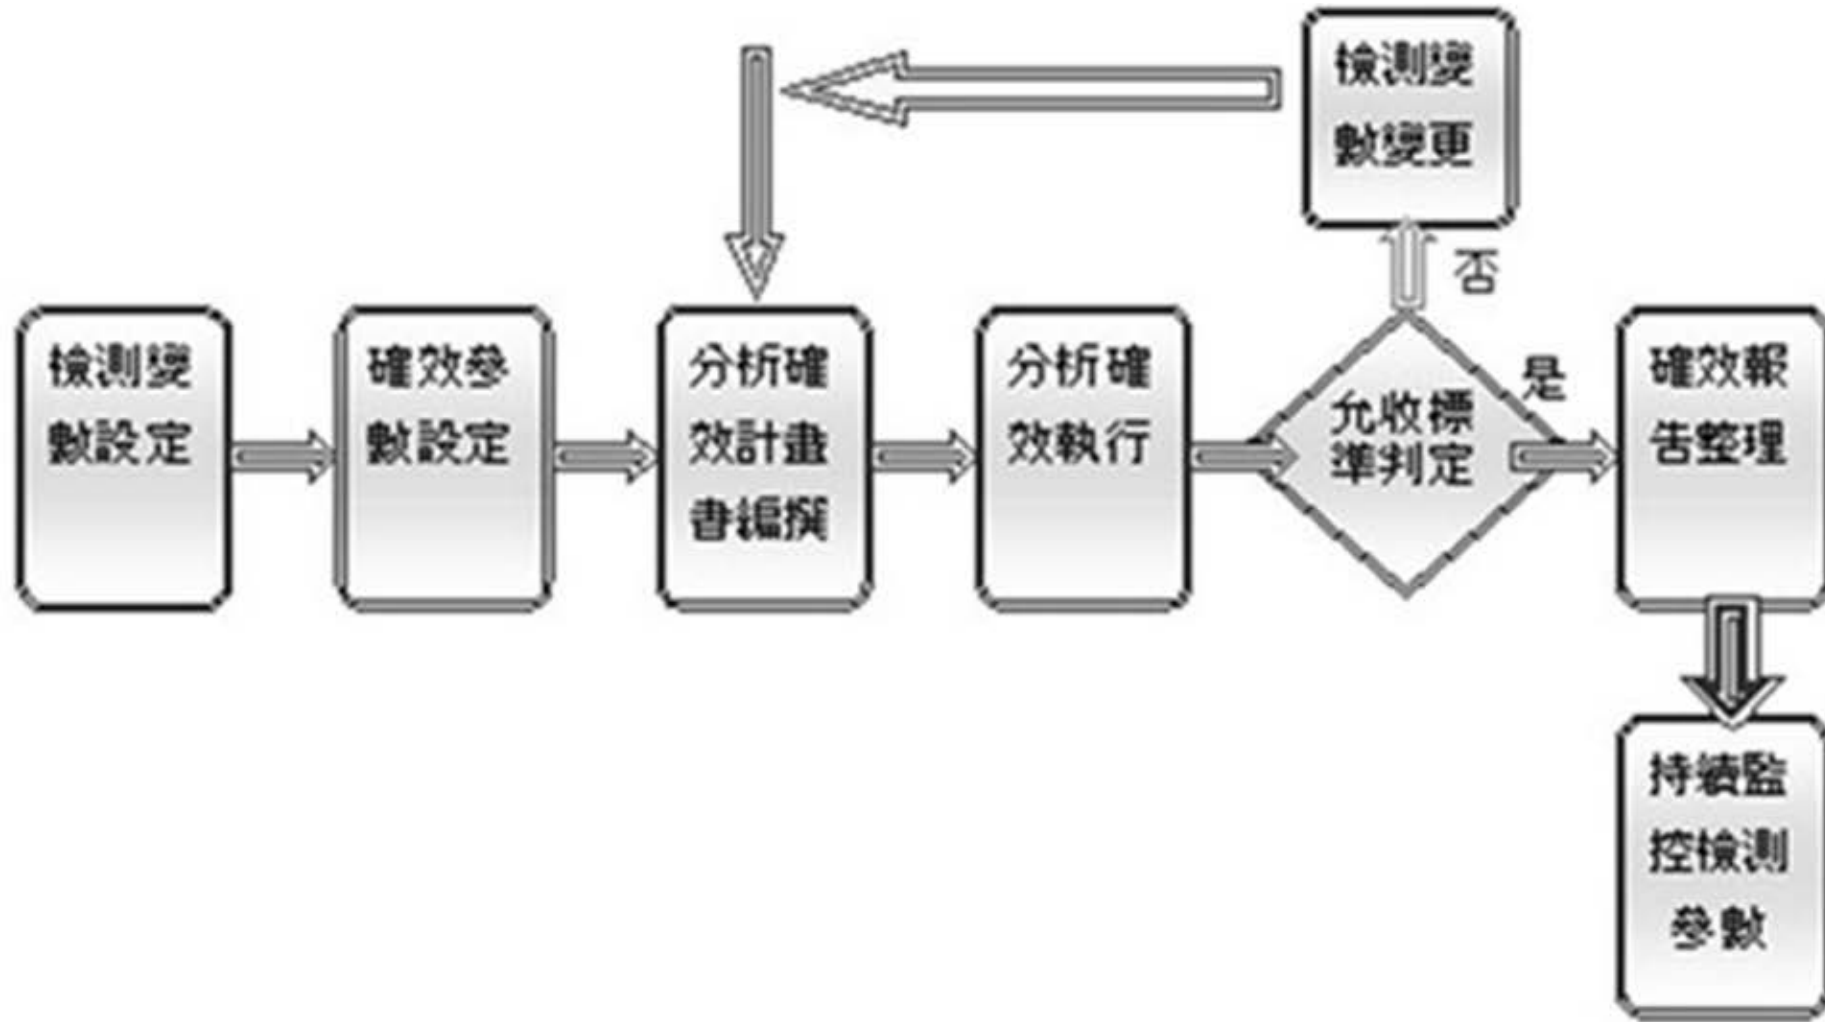 檢測變
數變更
否
檢測變
數設定
確效參
數設定
分析確
效計畫
書編撰
分析確
效執行
允收標
準判定
是
確效報
告整理
持續監
控檢測
參數